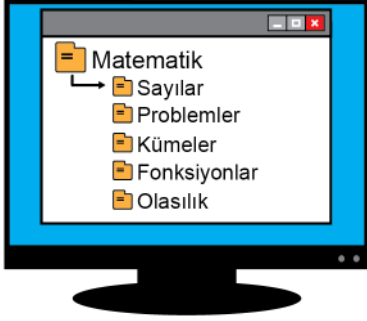 Matematik
Sayılar
Problemler
Kümeler
Fonksiyonlar
Olasılık